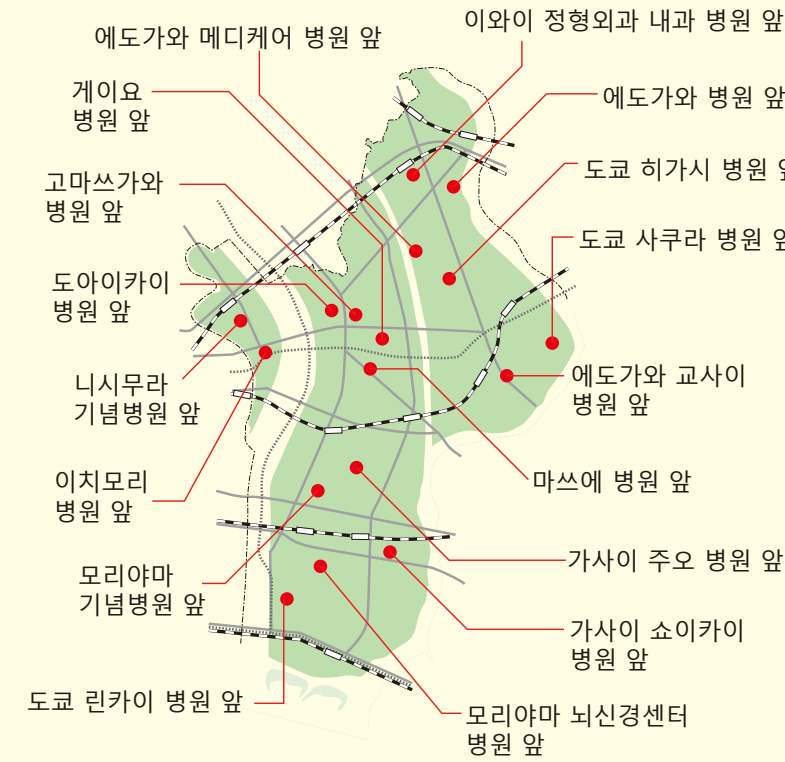 에도가와 메디케어 병원 앞
이와이 정형외과 내과 병원 앞
게이요
병원 앞
에도가와 병원 앞
고마쓰가와
병원 앞
도쿄 히가시 병원 앞
도쿄 사쿠라 병원 앞
도아이카이
병원 앞
니시무라
기념병원 앞
에도가와 교사이
병원 앞
이치모리
병원 앞
마쓰에 병원 앞
모리야마
기념병원 앞
가사이 주오 병원 앞
가사이 쇼이카이
병원 앞
도쿄 린카이 병원 앞
모리야마 뇌신경센터
병원 앞